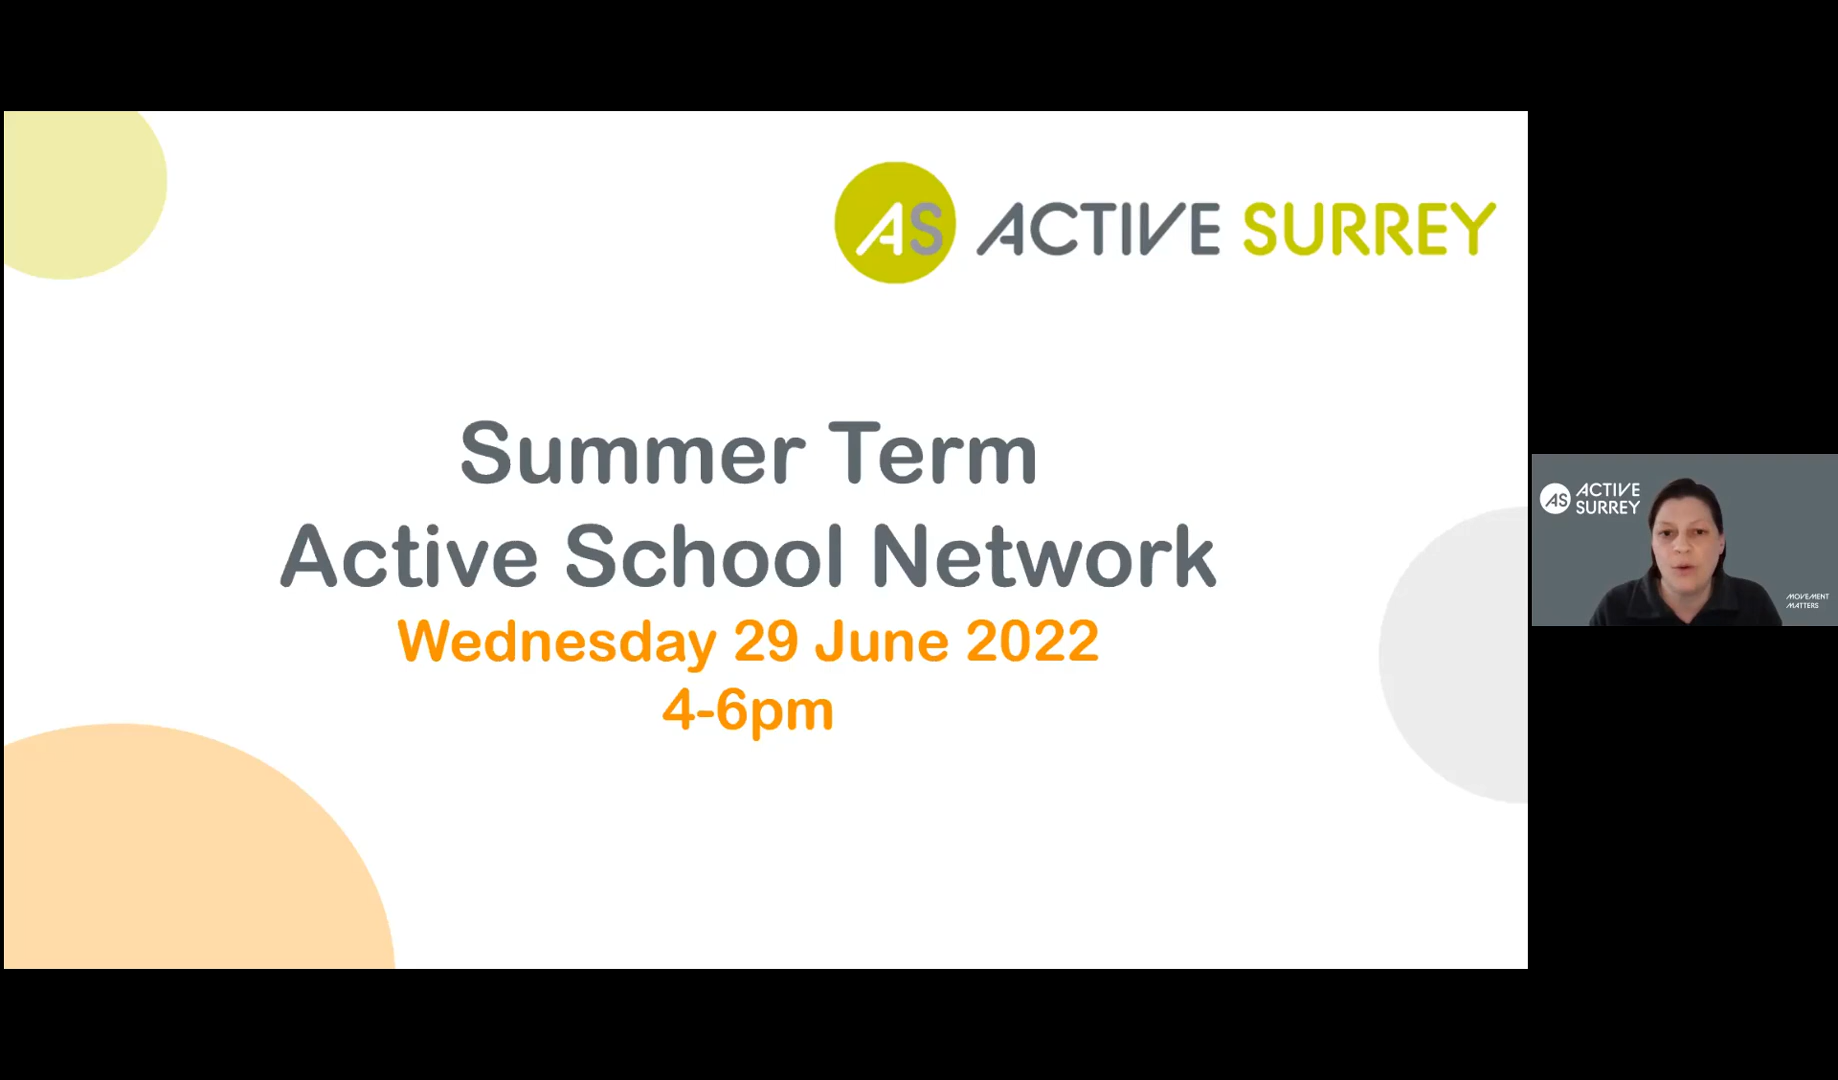 AS ACTIVE SURREY
Summer Term
Active School Network
Wednesday 29 June 2022
4-6pm
AS ACTIVE
SURREY
MOVEMENT
MATTERS